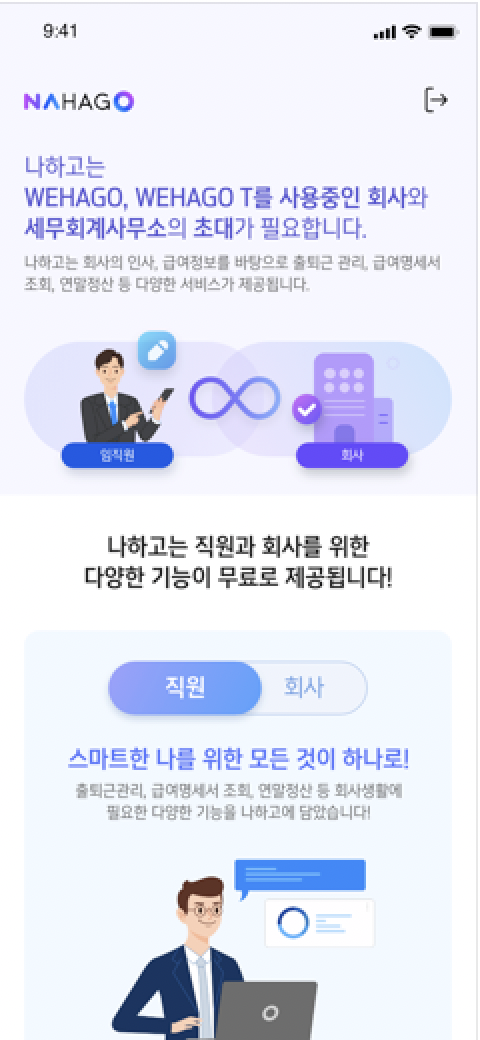 9:41
NAHAGO
나하고는
WEHAGO, WEHAGO T를 사용중인 회사와
세무회계사무소의 초대가 필요합니다.
나하고는 회사의 인사, 급여정보를 바탕으로 출퇴근 관리, 급여명세서
조회, 연말정산 등 다양한 서비스가 제공됩니다.
임직원
회사
나하고는 직원과 회사를 위한
다양한 기능이 무료로 제공됩니다!
직원
회사
스마트한 나를 위한 모든 것이 하나로!
출퇴근관리, 급여명세서 조회, 연말정산 등 회사생활에
필요한 다양한 기능을 나하고에 담았습니다!